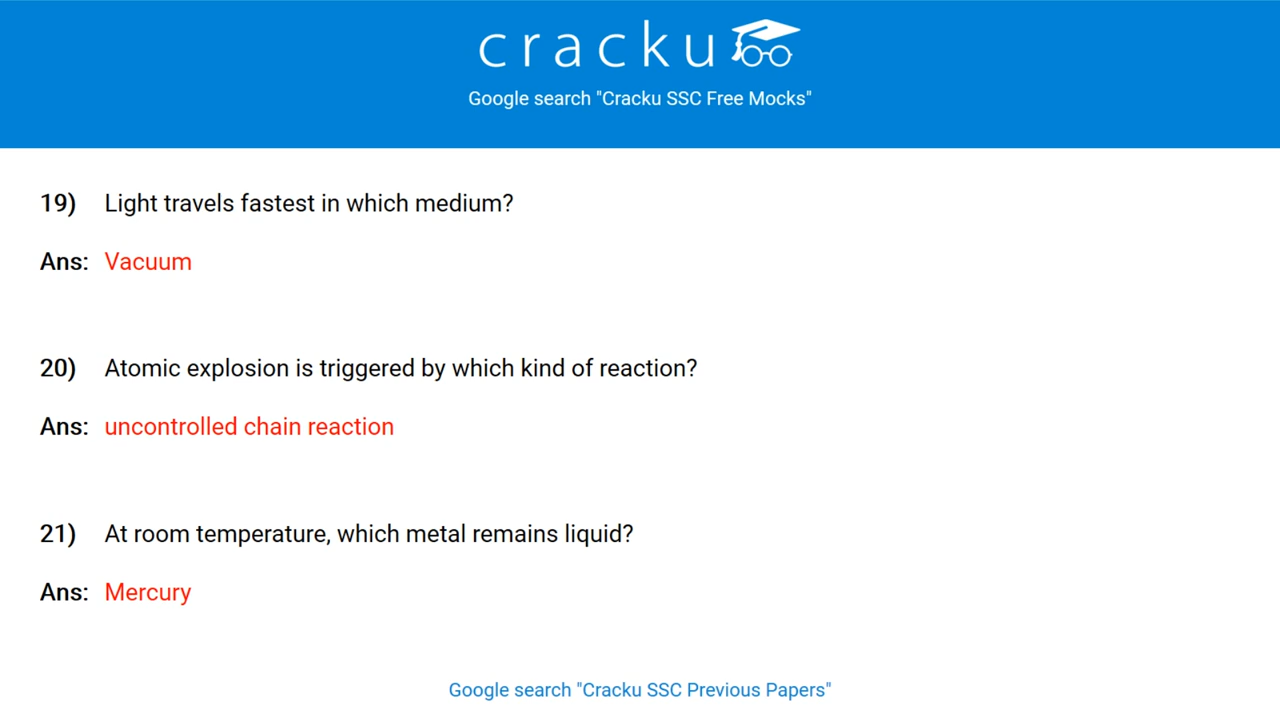 cracku
Google search "Cracku SSC Free Mocks"
19) Light travels fastest in which medium?
Ans: Vacuum
20) Atomic explosion is triggered by which kind of reaction?
Ans: uncontrolled chain reaction
21) At room temperature, which metal remains liquid?
Ans: Mercury
Google search "Cracku SSC Previous Papers"